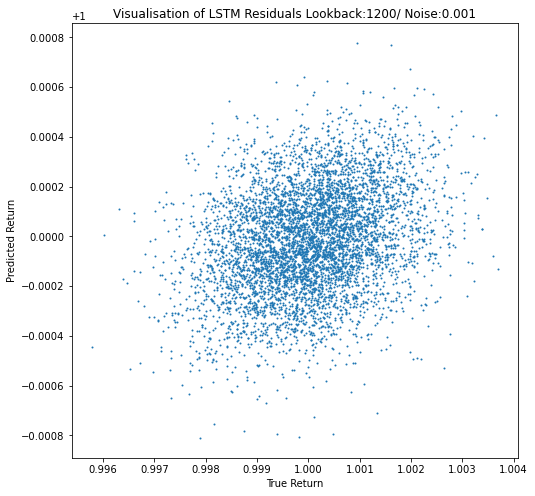 Visualisation of LSTM Residuals Lookback:1200/ Noise:0.001
+1
0.0008
0.0006
0.0004
0.0002
0.0000
−0.0002
−0.0004
−0.0006
−0.0008
Predicted Return
0.996 0.997 0.998 0.999 1.000 1.001 1.002 1.003 1.004
True Return